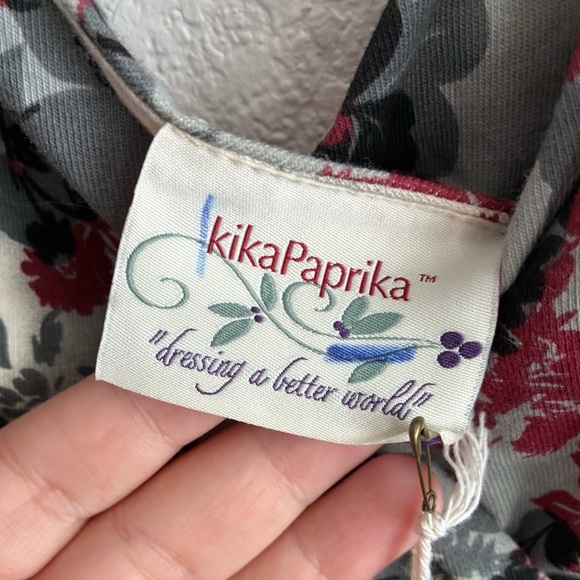 kikaPaprika™
"dressing a better world"